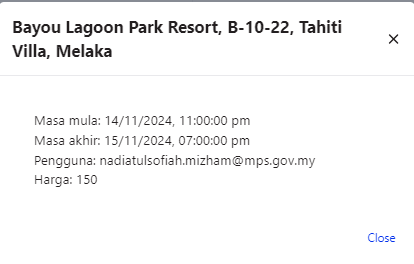 Bayou Lagoon Park Resort, B-10-22, Tahiti
Villa, Melaka
Masa mula: 14/11/2024, 11:00:00 pm
Masa akhir: 15/11/2024, 07:00:00 pm
Pengguna: nadiatulsofiah.mizham@mps.gov.my
Harga: 150
Close